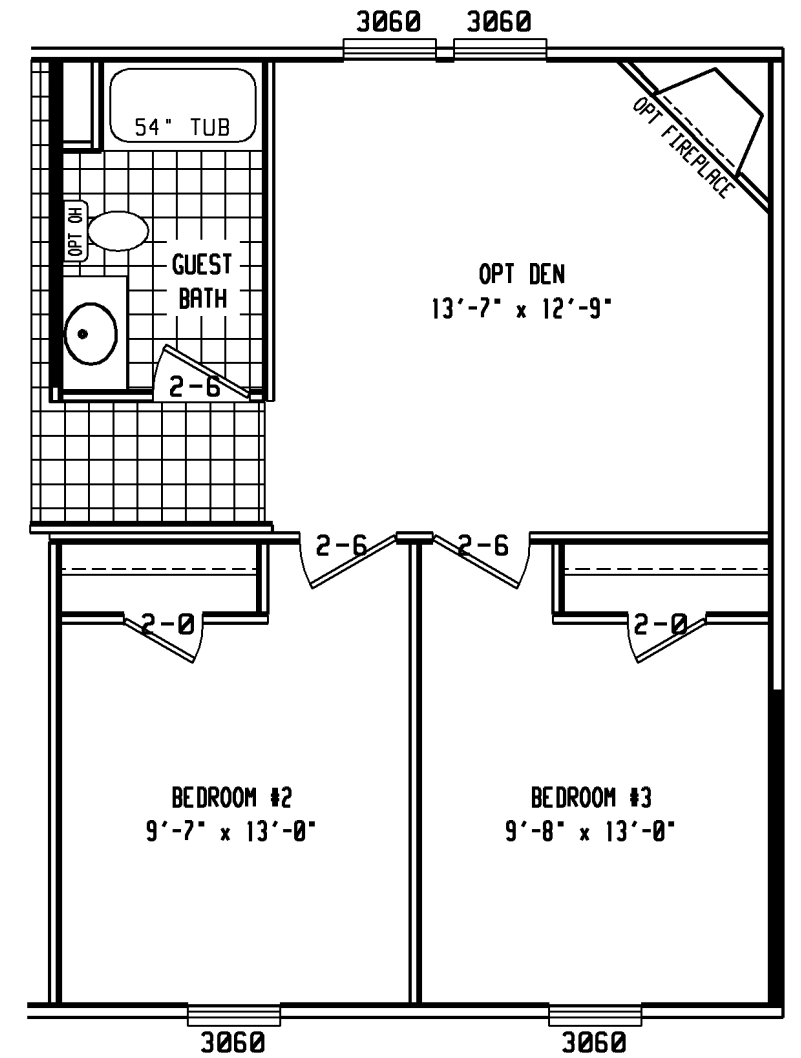 3060 3060
54" TUB
OPT FIREPLACE
OPT OH
GUEST
BATH
OPT DEN
13'-7" x 12'-9"
2-6
2-6 2-6
2-0 2-0
BEDROOM #2
9'-7" x 13'-0"
BEDROOM #3
9'-8" x 13'-0"
3060 3060